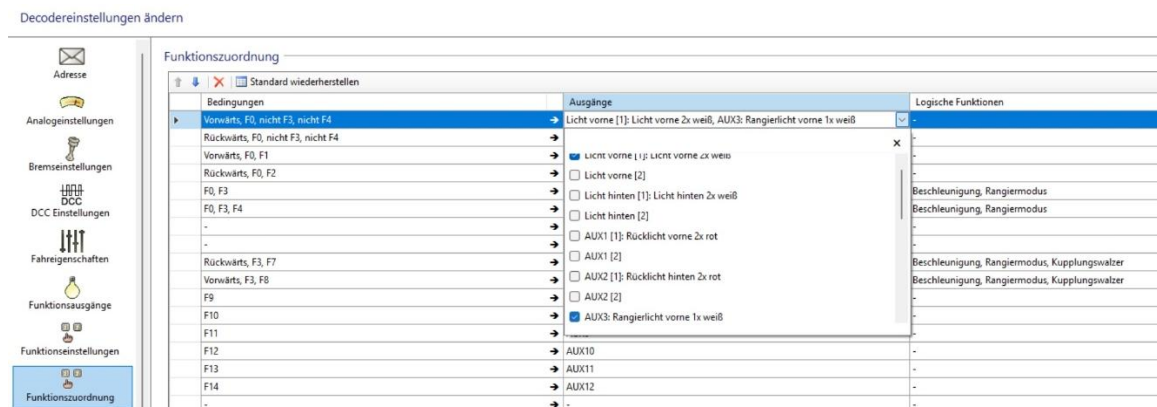 Decodereinstellungen ändern
Adresse
Analogeinstellungen
Bremseinstellungen
DCC
DCC Einstellungen
Fahreigenschaften
Funktionsausgänge
Funktionseinstellungen
Funktionszuordnung
Funktionszuordnung
Standard wiederherstellen
Bedingungen Ausgänge Logische Funktionen
Vorwärts, F0, nicht F3, nicht F4 → Licht vorne [1]: Licht vorne 2x weiß, AUX3: Rangierlicht vorne 1x weiß -
Rückwärts, F0, nicht F3, nicht F4 → -
Vorwärts, F0, F1 → -
Rückwärts, F0, F2 → -
F0, F3 → Beschleunigung, Rangiermodus
F0, F3, F4 → Beschleunigung, Rangiermodus
- → -
- → -
Rückwärts, F3, F7 → Beschleunigung, Rangiermodus, Kupplungswalzer
Vorwärts, F3, F8 → Beschleunigung, Rangiermodus, Kupplungswalzer
F9 → -
F10 → -
F11 → -
F12 → AUX10 -
F13 → AUX11 -
F14 → AUX12 -
- → - -
Licht vorne [1]: Licht vorne 2x weiß
Licht vorne [2]
Licht hinten [1]: Licht hinten 2x weiß
Licht hinten [2]
AUX1 [1]: Rücklicht vorne 2x rot
AUX1 [2]
AUX2 [1]: Rücklicht hinten 2x rot
AUX2 [2]
AUX3: Rangierlicht vorne 1x weiß